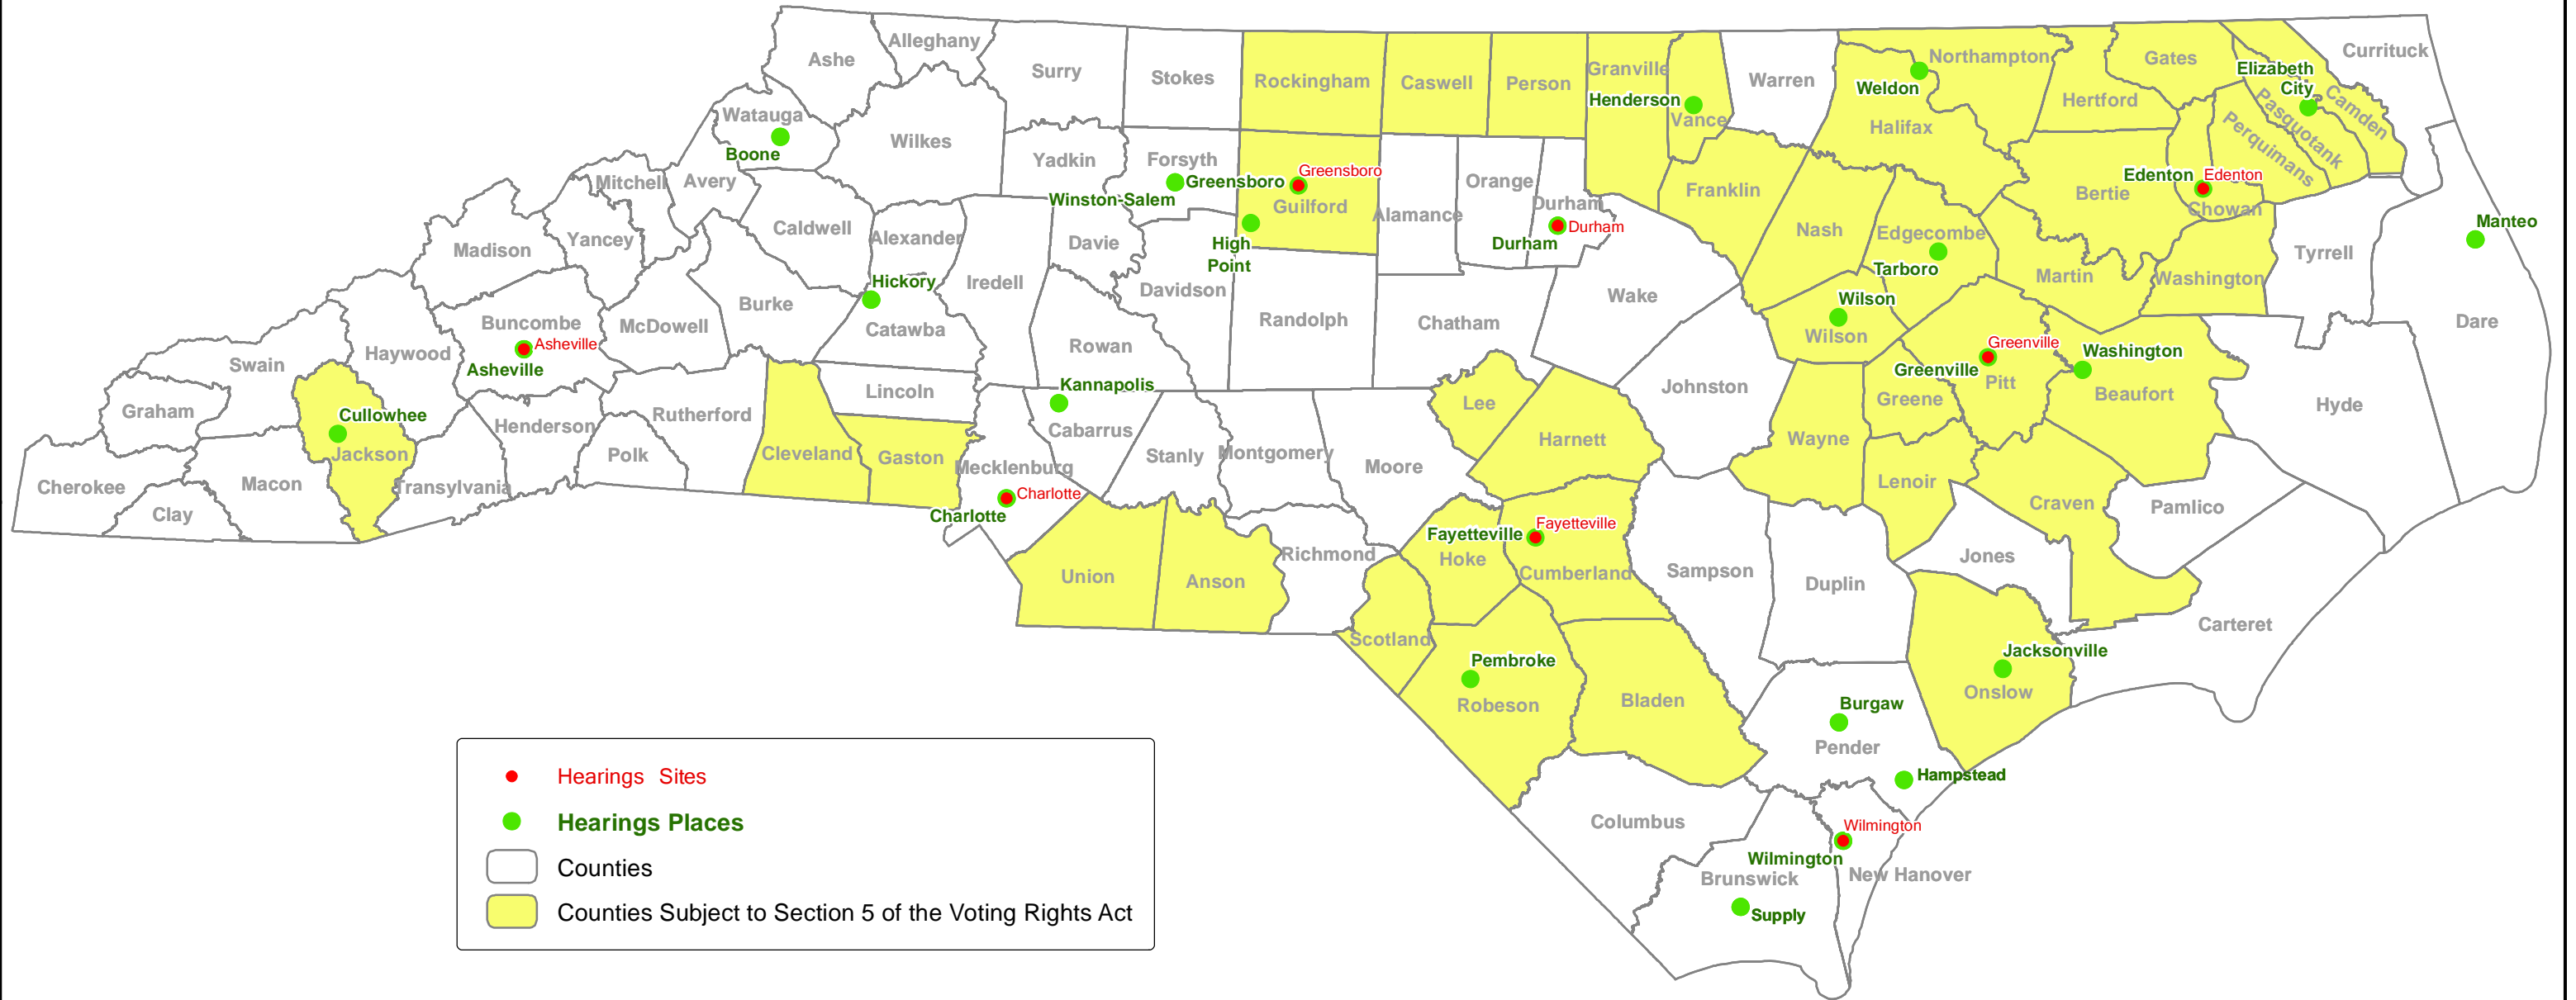 Ashe
Alleghany
Surry
Stokes
Rockingham
Caswell
Person
Granville
Henderson
Vance
Warren
Weldon
Northampton
Halifax
Hertford
Gates
Elizabeth
City
Pasquotank
Camden
Perquimans
Currituck
Watauga
Boone
Wilkes
Yadkin
Forsyth
Winston-Salem
Greensboro
Greensboro
Guilford
High
Point
Alamance
Orange
Durham
Durham
Durham
Franklin
Nash
Edgecombe
Tarboro
Bertie
Edenton
Edenton
Chowan
Martin
Washington
Tyrrell
Manteo
Dare
Mitchell
Avery
Madison
Yancey
Caldwell
Alexander
Hickory
Iredell
Davie
Davidson
Randolph
Chatham
Wake
Wilson
Wilson
Buncombe
Asheville
Asheville
McDowell
Burke
Catawba
Rowan
Swain
Haywood
Graham
Cullowhee
Jackson
Henderson
Rutherford
Polk
Cleveland
Lincoln
Gaston
Kannapolis
Cabarrus
Mecklenburg
Charlotte
Charlotte
Stanly
Montgomery
Moore
Lee
Harnett
Johnston
Wayne
Greene
Greenville
Greenville
Pitt
Washington
Beaufort
Hyde
Cherokee
Clay
Macon
Transylvania
Union
Anson
Richmond
Scotland
Hoke
Fayetteville
Fayetteville
Cumberland
Sampson
Duplin
Lenoir
Craven
Pamlico
Jones
Carteret
Pembroke
Robeson
Bladen
Jacksonville
Onslow
Burgaw
Pender
Hampstead
Columbus
Wilmington
Wilmington
New Hanover
Brunswick
Supply
Hearings Sites
Hearings Places
Counties
Counties Subject to Section 5 of the Voting Rights Act